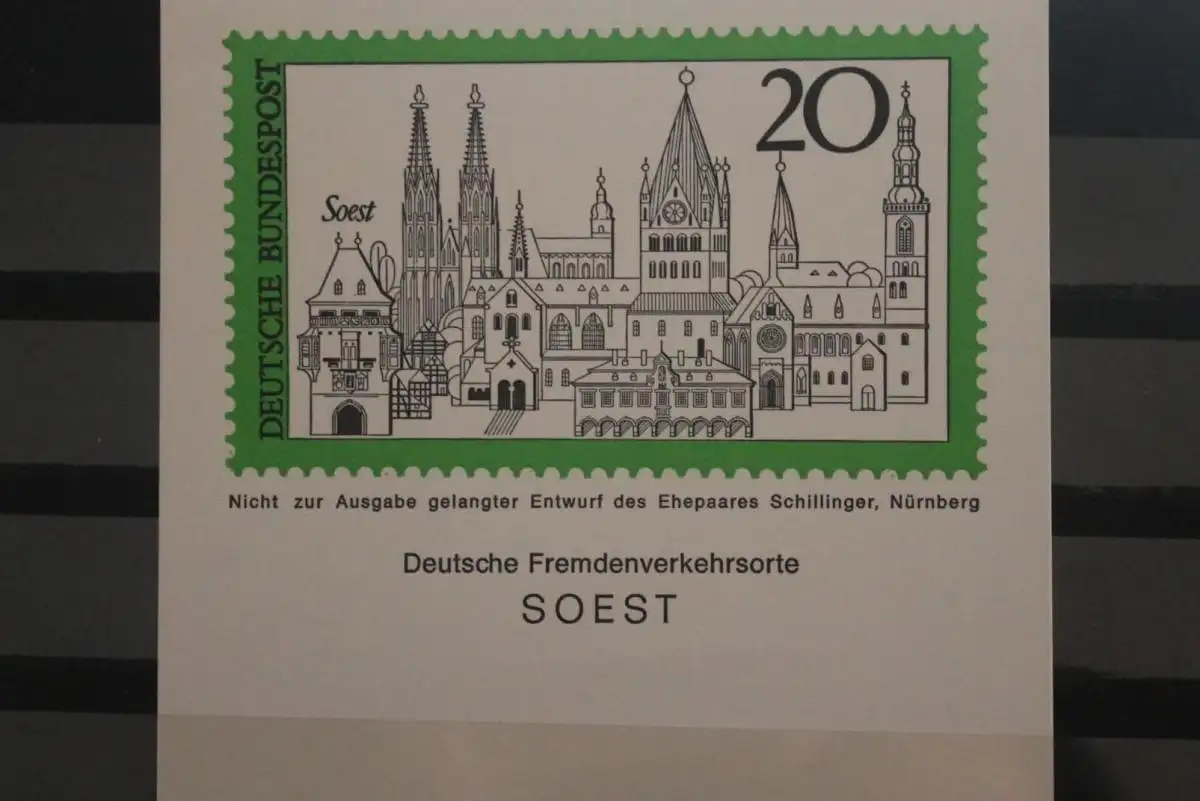 DEUTSCHE BUNDESPOST
20
Soest
Nicht zur Ausgabe gelangter Entwurf des Ehepaares Schillinger, Nürnberg
Deutsche Fremdenverkehrsorte
SOEST